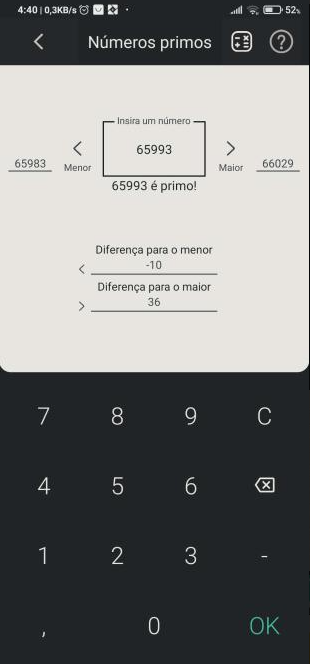 4:40 | 0,3KB/s
52%
Números primos
Insira um número
65983
Menor
65993
Maior
66029
65993 é primo!
Diferença para o menor
< -10
Diferença para o maior
> 36
7 8 9 C
4 5 6
1 2 3 -
, 0 OK